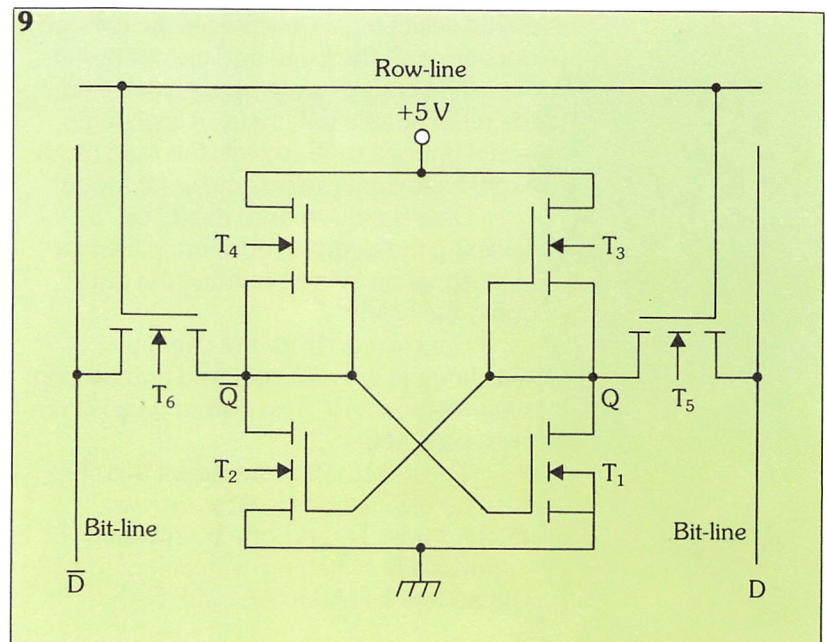 9
Row-line
+5 V
T₄
T₃
T₆
Q̅
Q
T₅
T₂
T₁
Bit-line
Bit-line
D̅
D